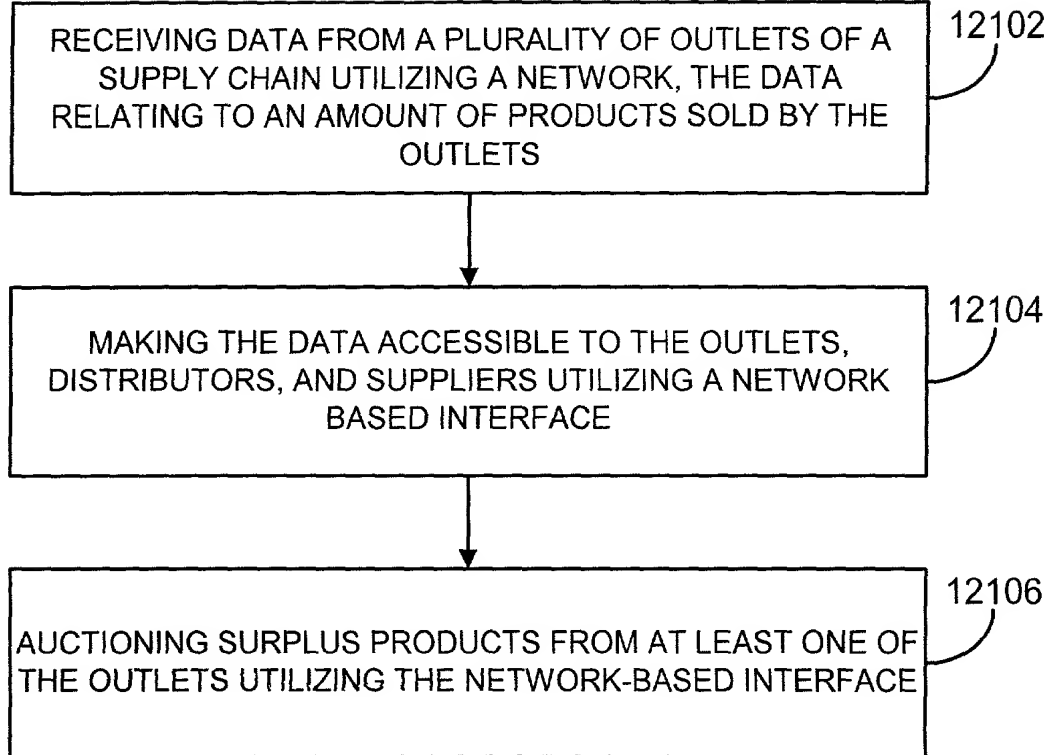 RECEIVING DATA FROM A PLURALITY OF OUTLETS OF A
SUPPLY CHAIN UTILIZING A NETWORK, THE DATA
RELATING TO AN AMOUNT OF PRODUCTS SOLD BY THE
OUTLETS
12102
MAKING THE DATA ACCESSIBLE TO THE OUTLETS,
DISTRIBUTORS, AND SUPPLIERS UTILIZING A NETWORK
BASED INTERFACE
12104
AUCTIONING SURPLUS PRODUCTS FROM AT LEAST ONE OF
THE OUTLETS UTILIZING THE NETWORK-BASED INTERFACE
12106